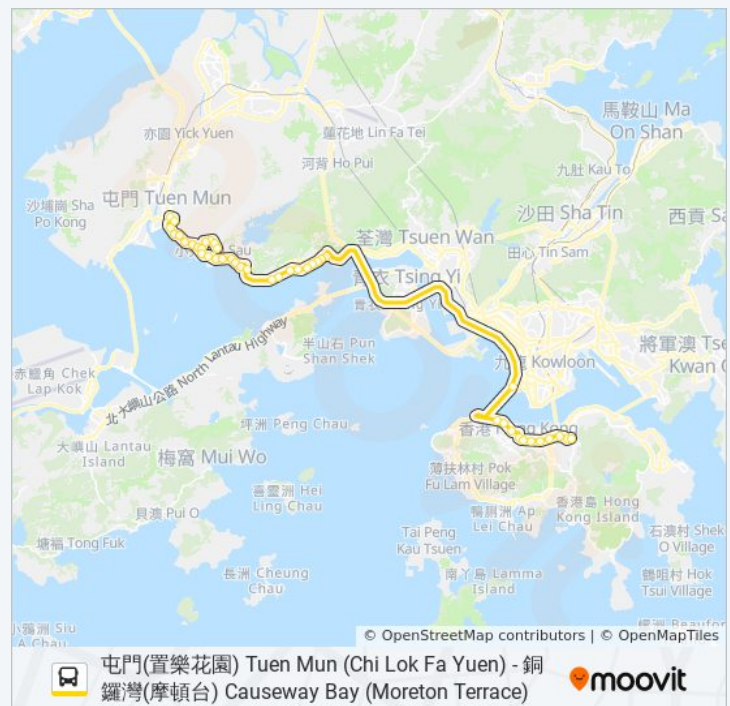 馬鞍山 Ma
On Shan
亦園 Yick Yuen
蓮花地 Lin Fa Tei
河背 Ho Pui
九肚 Kau To
屯門 Tuen Mun
沙埔崗 Sha
Po Kong
沙田 Sha Tin
西貢 Sa
荃灣 Tsuen Wan
田心 Tin Sam
Sau
青衣 Tsing Yi
北大嶼山公路 North Lantau Highway
半山石 Pun
Shan Shek
將軍澳 Tse
Kwan O
九龍 Kowloon
赤鱲角 Chek
Lap Kok
坪洲 Peng Chau
香港 Hong Kong
大嶼山 Lantau
Island
梅窩 Mui Wo
薄扶林村 Pok
Fu Lam Village
喜靈洲 Hei
Ling Chau
鴨脷洲 Ap
Lei Chau
香港島 Hong
Kong Island
貝澳 Pui O
石澳村 Shek
O Village
塘福 Tong Fuk
Tai Peng
Kau Tsuen
長洲 Cheung
Chau
南丫島 Lamma
Island
鶴咀村 Hok
Tsui Village
小鴉洲 Siu
A Chau
© OpenStreetMap contributors | © OpenMapTiles
屯門(置樂花園) Tuen Mun (Chi Lok Fa Yuen) - 銅
鑼灣(摩頓台) Causeway Bay (Moreton Terrace)
moovit